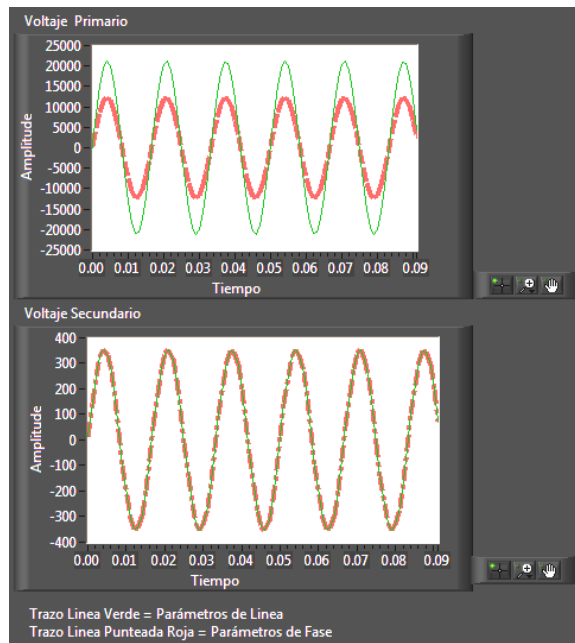 Voltaje Primario
25000
20000
15000
10000
5000
0
-5000
-10000
-15000
-20000
-25000
Amplitude
0.00 0.01 0.02 0.03 0.04 0.05 0.06 0.07 0.08 0.09
Tiempo
Voltaje Secundario
400
300
200
100
0
-100
-200
-300
-400
Amplitude
0.00 0.01 0.02 0.03 0.04 0.05 0.06 0.07 0.08 0.09
Tiempo
Trazo Linea Verde = Parámetros de Linea
Trazo Linea Punteada Roja = Parámetros de Fase